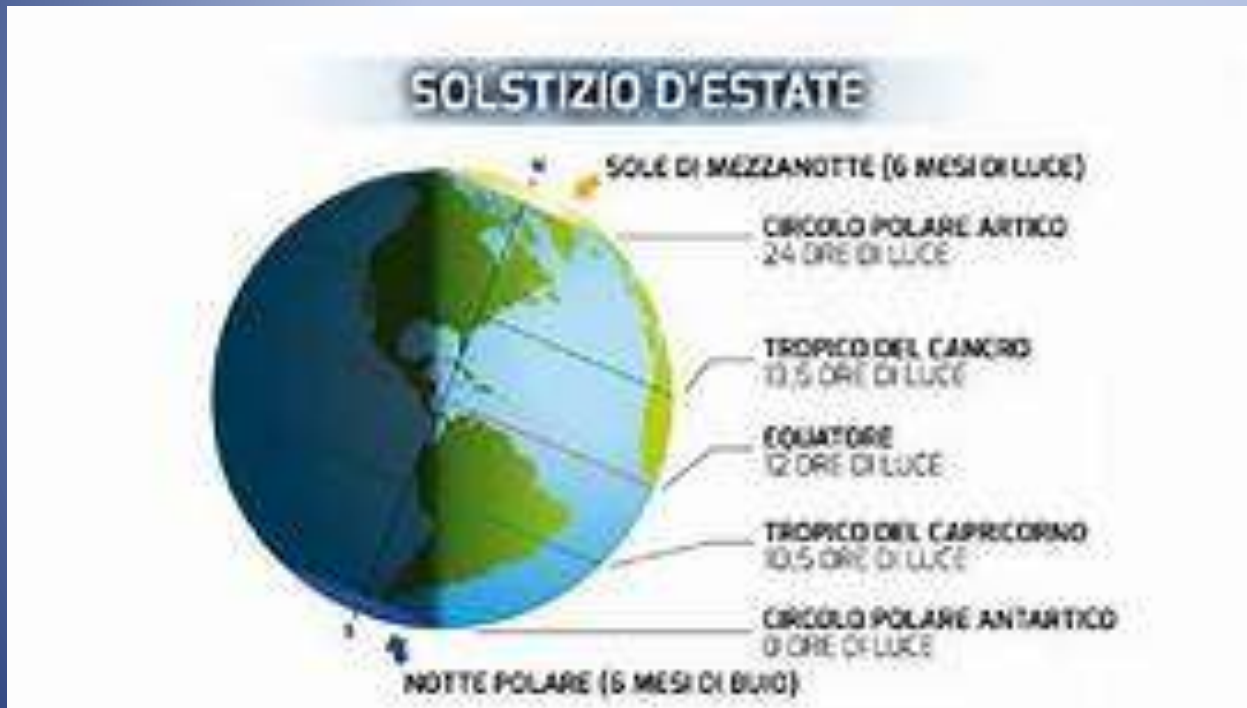 SOLSTIZIO D'ESTATE
N
SOLE DI MEZZANOTTE (6 MESI DI LUCE)
CIRCOLO POLARE ARTICO
24 ORE DI LUCE
TROPICO DEL CANCRO
13,5 ORE DI LUCE
EQUATORE
12 ORE DI LUCE
TROPICO DEL CAPRICORNO
10,5 ORE DI LUCE
CIRCOLO POLARE ANTARTICO
0 ORE DI LUCE
S
NOTTE POLARE (6 MESI DI BUIO)